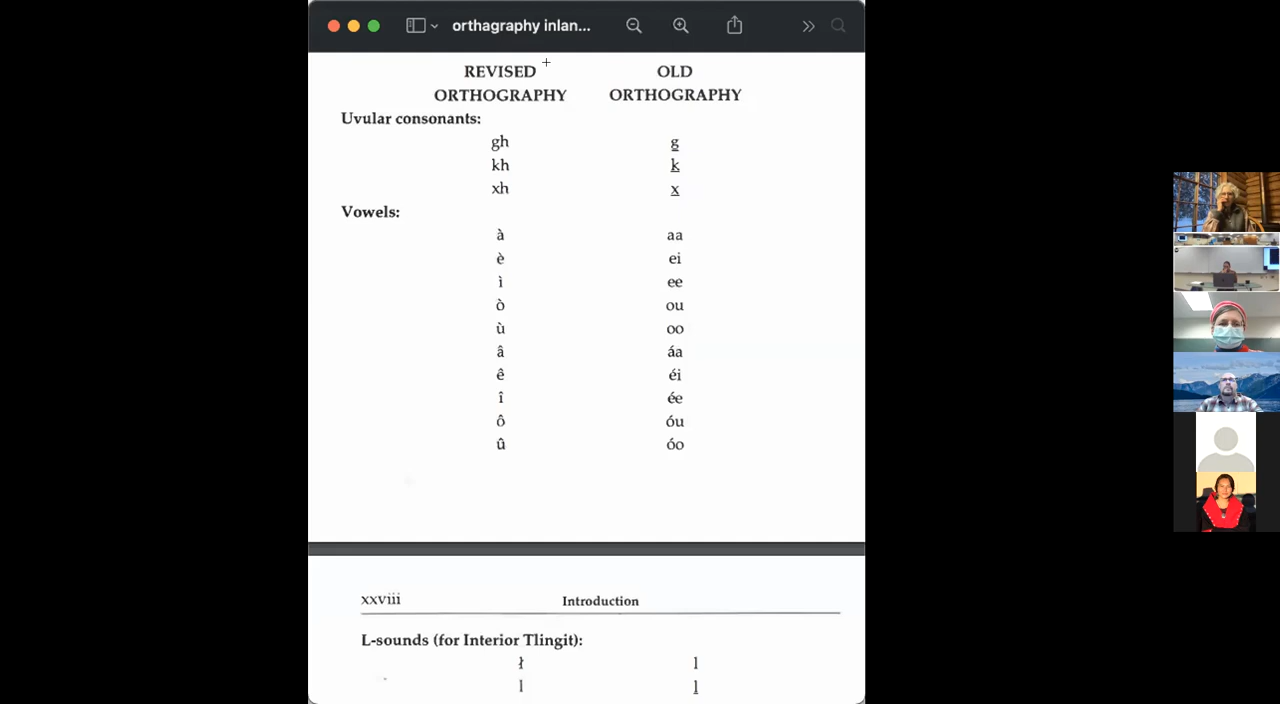 orthagraphy inlan...
REVISED OLD
ORTHOGRAPHY ORTHOGRAPHY
Uvular consonants:
gh g̲
kh k̲
xh x̲
Vowels:
à aa
è ei
ì ee
ò ou
ù oo
â áa
ê éi
î ée
ô óu
û óo
xxviii Introduction
L-sounds (for Interior Tlingit):
ł l
l l̲